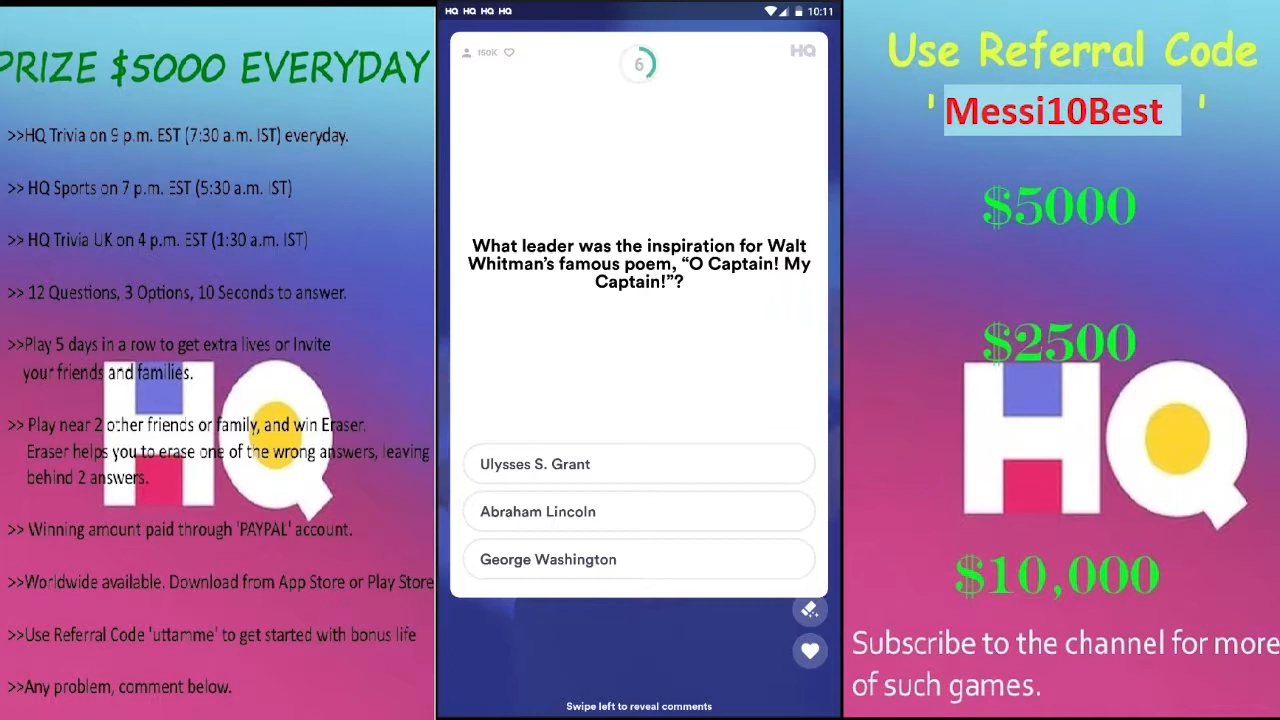 PRIZE $5000 EVERYDAY
>>HQ Trivia on 9 p.m. EST (7:30 a.m. IST) everyday.
>> HQ Sports on 7 p.m. EST (5:30 a.m. IST)
>> HQ Trivia UK on 4 p.m. EST (1:30 a.m. IST)
>> 12 Questions, 3 Options, 10 Seconds to answer.
>>Play 5 days in a row to get extra lives or Invite
your friends and families.
>> Play near 2 other friends or family, and win Eraser.
Eraser helps you to erase one of the wrong answers, leaving
behind 2 answers.
>> Winning amount paid through 'PAYPAL' account.
>>Worldwide available. Download from App Store or Play Store
>>Use Referral Code 'uttamme' to get started with bonus life
>>Any problem, comment below.
HQ
HQ HQ HQ HQ 10:11
150K 6 HQ
What leader was the inspiration for Walt
Whitman's famous poem, “O Captain! My
Captain!”?
Ulysses S. Grant
Abraham Lincoln
George Washington
Swipe left to reveal comments
Use Referral Code
' Messi10Best '
$5000
$2500
HQ
$10,000
Subscribe to the channel for more
of such games.